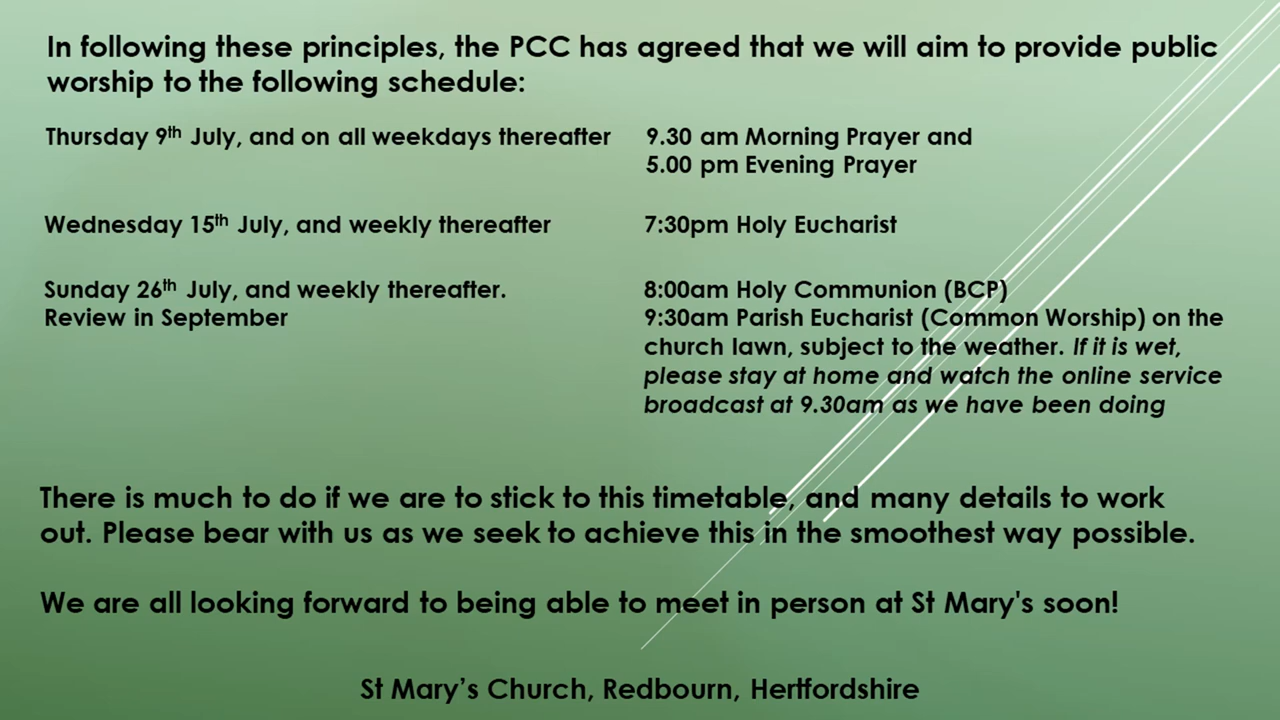 In following these principles, the PCC has agreed that we will aim to provide public
worship to the following schedule:
Thursday 9th July, and on all weekdays thereafter
9.30 am Morning Prayer and
5.00 pm Evening Prayer
Wednesday 15th July, and weekly thereafter
7:30pm Holy Eucharist
Sunday 26th July, and weekly thereafter.
Review in September
8:00am Holy Communion (BCP)
9:30am Parish Eucharist (Common Worship) on the
church lawn, subject to the weather. If it is wet,
please stay at home and watch the online service
broadcast at 9.30am as we have been doing
There is much to do if we are to stick to this timetable, and many details to work
out. Please bear with us as we seek to achieve this in the smoothest way possible.
We are all looking forward to being able to meet in person at St Mary's soon!
St Mary’s Church, Redbourn, Hertfordshire